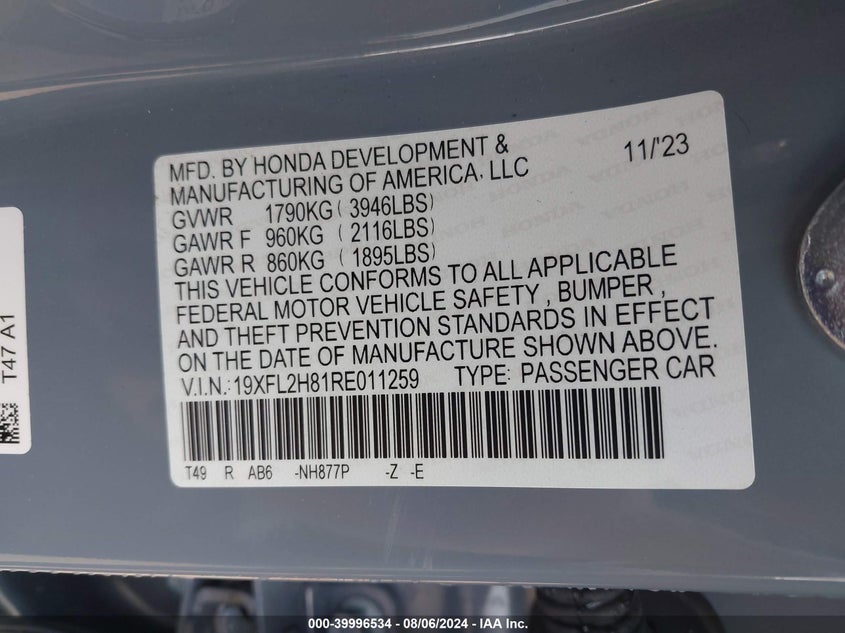 MFD. BY HONDA DEVELOPMENT & 11/'23
MANUFACTURING OF AMERICA, LLC
GVWR 1790KG ( 3946LBS)
GAWR F 960KG ( 2116LBS)
GAWR R 860KG ( 1895LBS)
THIS VEHICLE CONFORMS TO ALL APPLICABLE
FEDERAL MOTOR VEHICLE SAFETY , BUMPER ,
AND THEFT PREVENTION STANDARDS IN EFFECT
ON THE DATE OF MANUFACTURE SHOWN ABOVE.
V.I.N.: 19XFL2H81RE011259 TYPE: PASSENGER CAR
T49 R AB6 -NH877P -Z -E
T47 A1
000-39996534 - 08/06/2024 - IAA Inc.